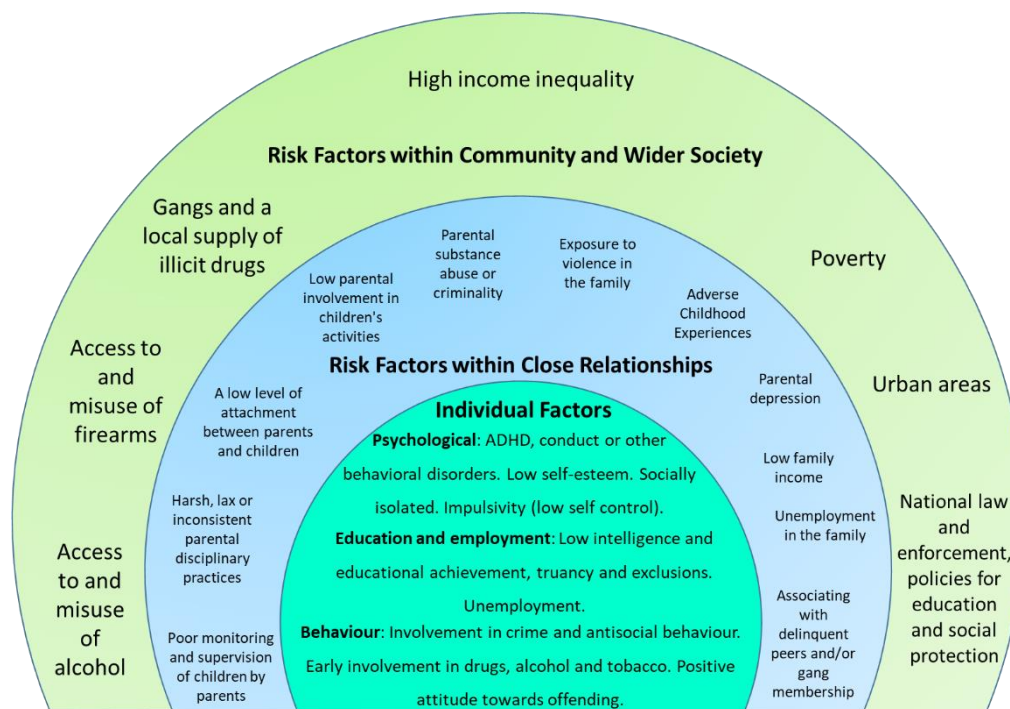 High income inequality
Risk Factors within Community and Wider Society
Gangs and a
local supply of
illicit drugs
Poverty
Access to
and
misuse of
firearms
Urban areas
Access
to and
misuse
of
alcohol
National law
and
enforcement,
policies for
education
and social
protection
Parental
substance
abuse or
criminality
Exposure to
violence in
the family
Low parental
involvement in
children's
activities
Adverse
Childhood
Experiences
Risk Factors within Close Relationships
A low level of
attachment
between parents
and children
Parental
depression
Low family
income
Harsh, lax or
inconsistent
parental
disciplinary
practices
Unemployment
in the family
Poor monitoring
and supervision
of children by
parents
Associating
with
delinquent
peers and/or
gang
membership
Individual Factors
Psychological: ADHD, conduct or other
behavioral disorders. Low self-esteem. Socially
isolated. Impulsivity (low self control).
Education and employment: Low intelligence and
educational achievement, truancy and exclusions.
Unemployment.
Behaviour: Involvement in crime and antisocial behaviour.
Early involvement in drugs, alcohol and tobacco. Positive
attitude towards offending.